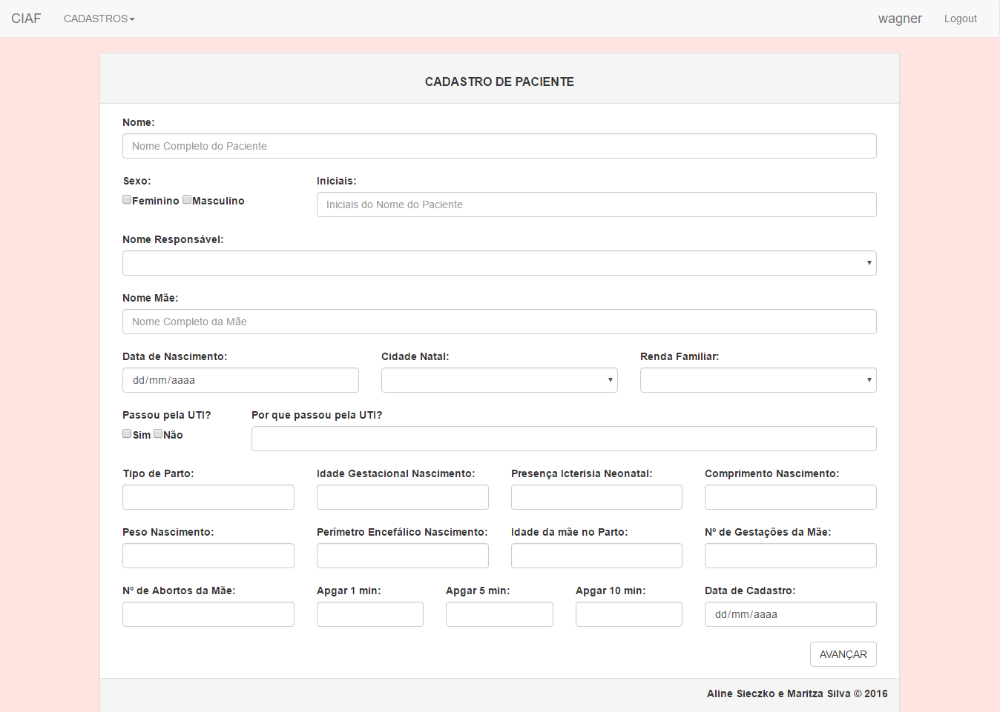 CIAF CADASTROS wagner Logout
CADASTRO DE PACIENTE
Nome:
Nome Completo do Paciente
Sexo: Iniciais:
Feminino Masculino Iniciais do Nome do Paciente
Nome Responsável:
Nome Mãe:
Nome Completo da Mãe
Data de Nascimento: Cidade Natal: Renda Familiar:
dd/mm/aaaa
Passou pela UTI? Por que passou pela UTI?
Sim Não
Tipo de Parto: Idade Gestacional Nascimento: Presença Icterisia Neonatal: Comprimento Nascimento:
Peso Nascimento: Perímetro Encefálico Nascimento: Idade da mãe no Parto: Nº de Gestações da Mãe:
Nº de Abortos da Mãe: Apgar 1 min: Apgar 5 min: Apgar 10 min: Data de Cadastro:
dd/mm/aaaa
AVANÇAR
Aline Sieczko e Maritza Silva © 2016